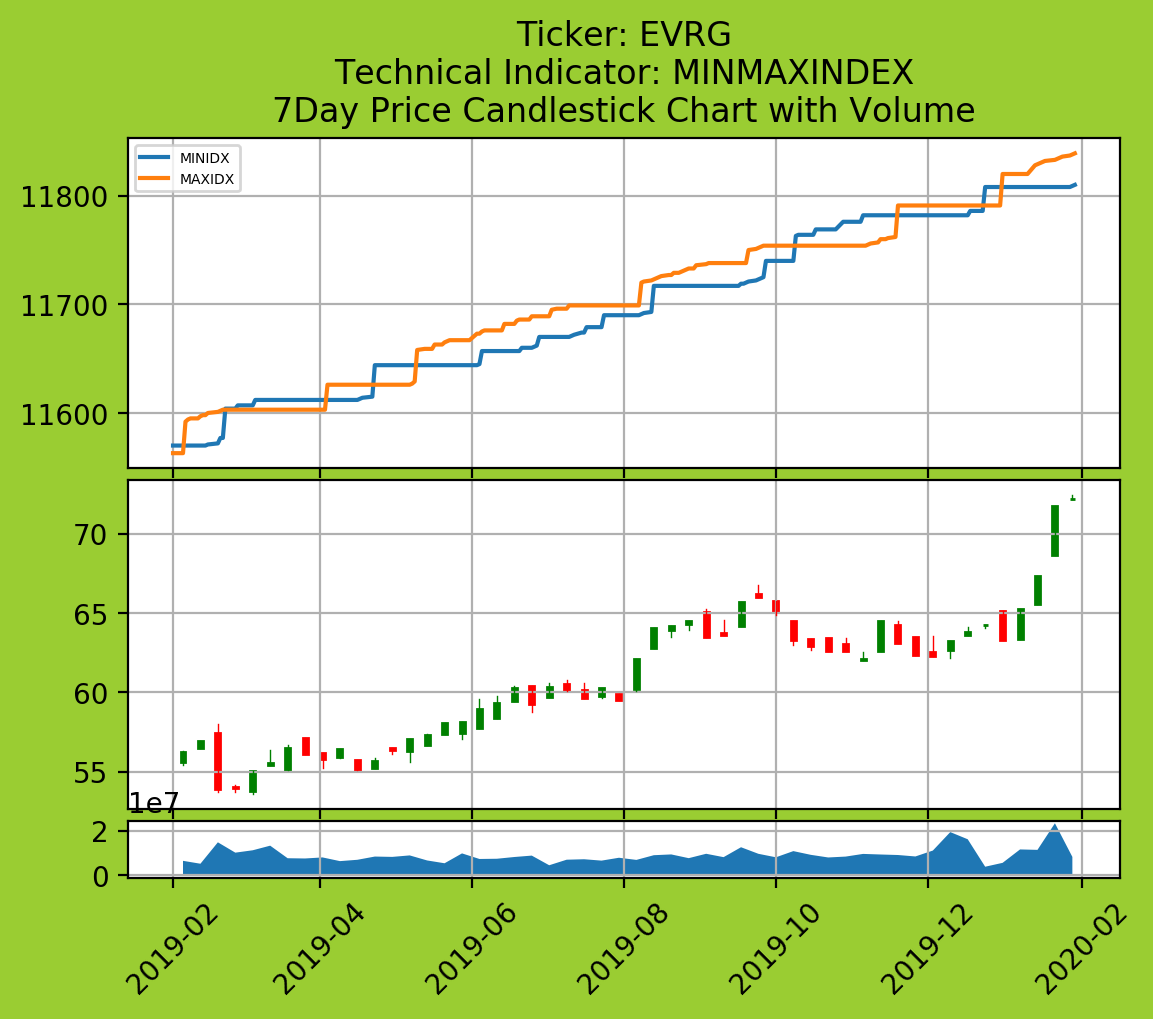 Ticker: EVRG
Technical Indicator: MINMAXINDEX
7Day Price Candlestick Chart with Volume
MINIDX
MAXIDX
11800
11700
11600
70
65
60
55
1e7
2
0
2019-02
2019-04
2019-06
2019-08
2019-10
2019-12
2020-02